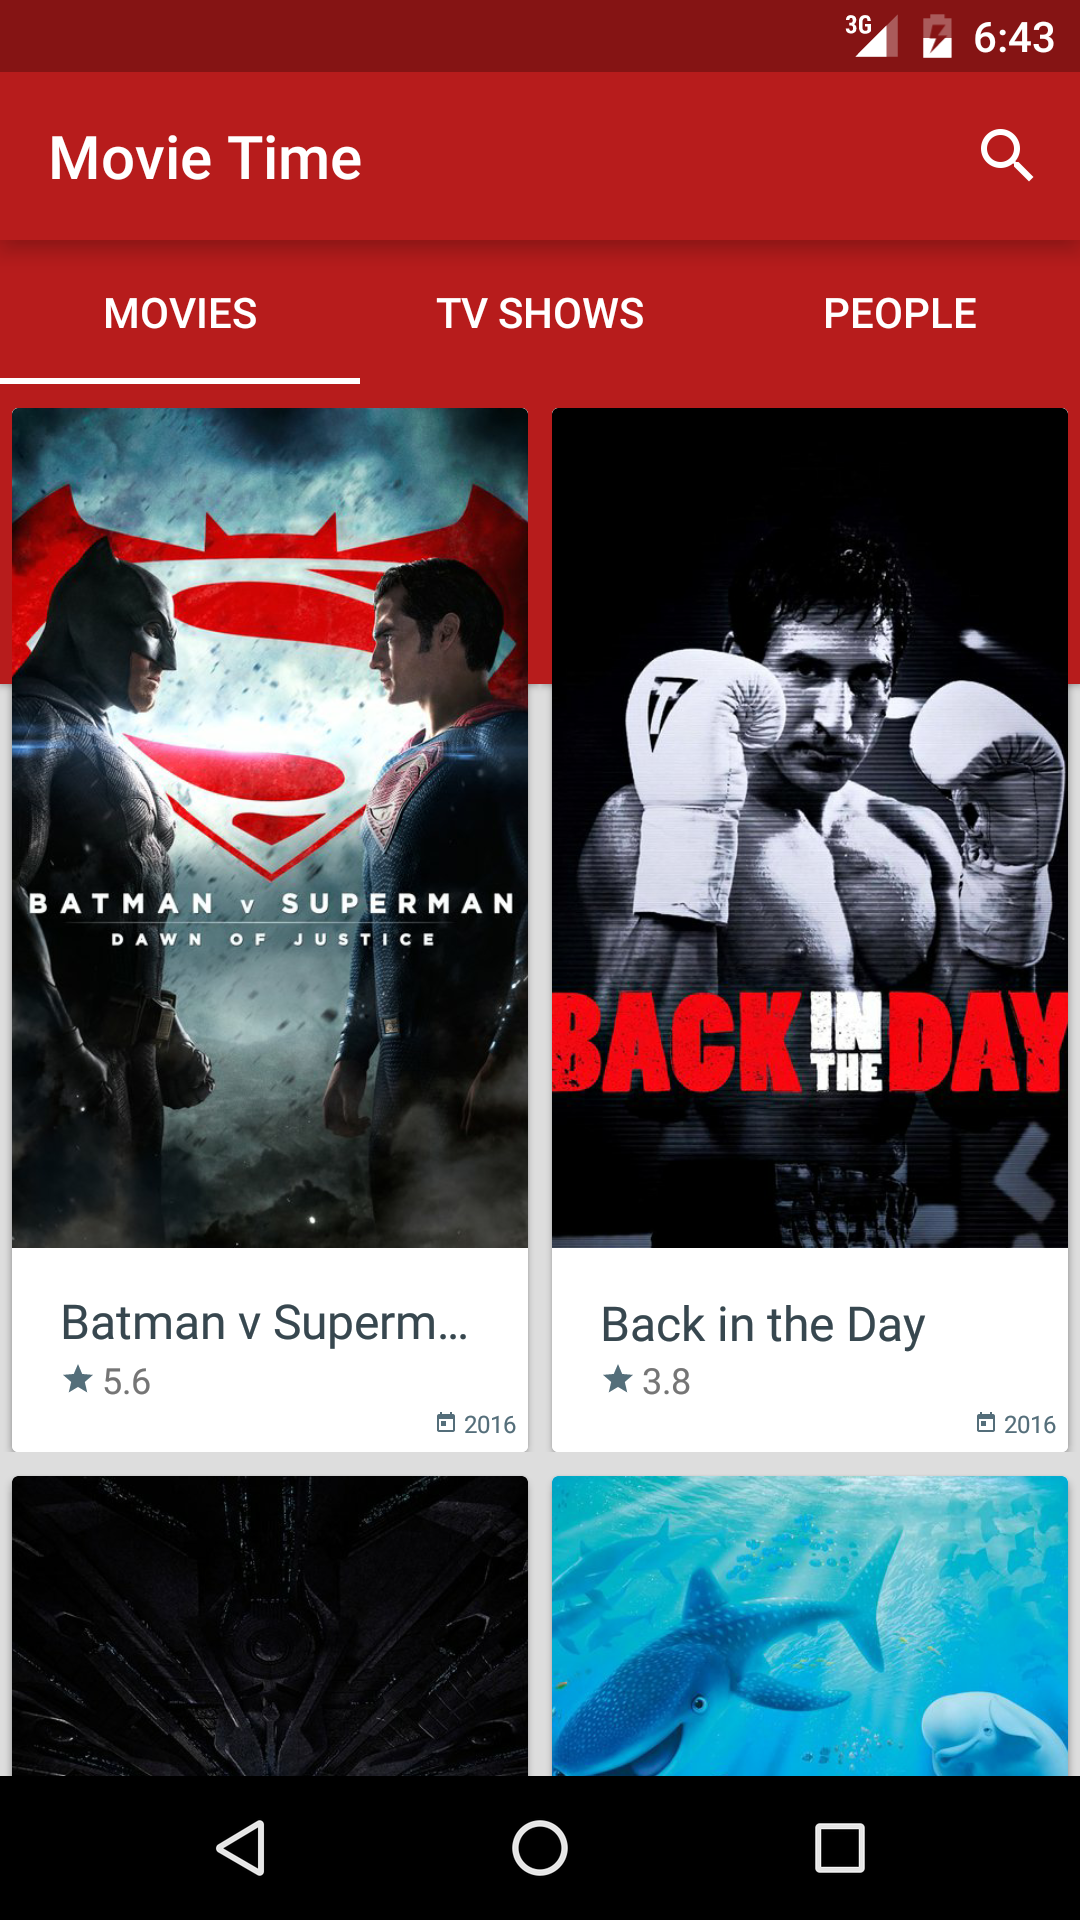 3G 6:43
Movie Time
MOVIES TV SHOWS PEOPLE
BATMAN v SUPERMAN
DAWN OF JUSTICE
BACK IN THE DAY
Batman v Superm...
5.6
2016
Back in the Day
3.8
2016